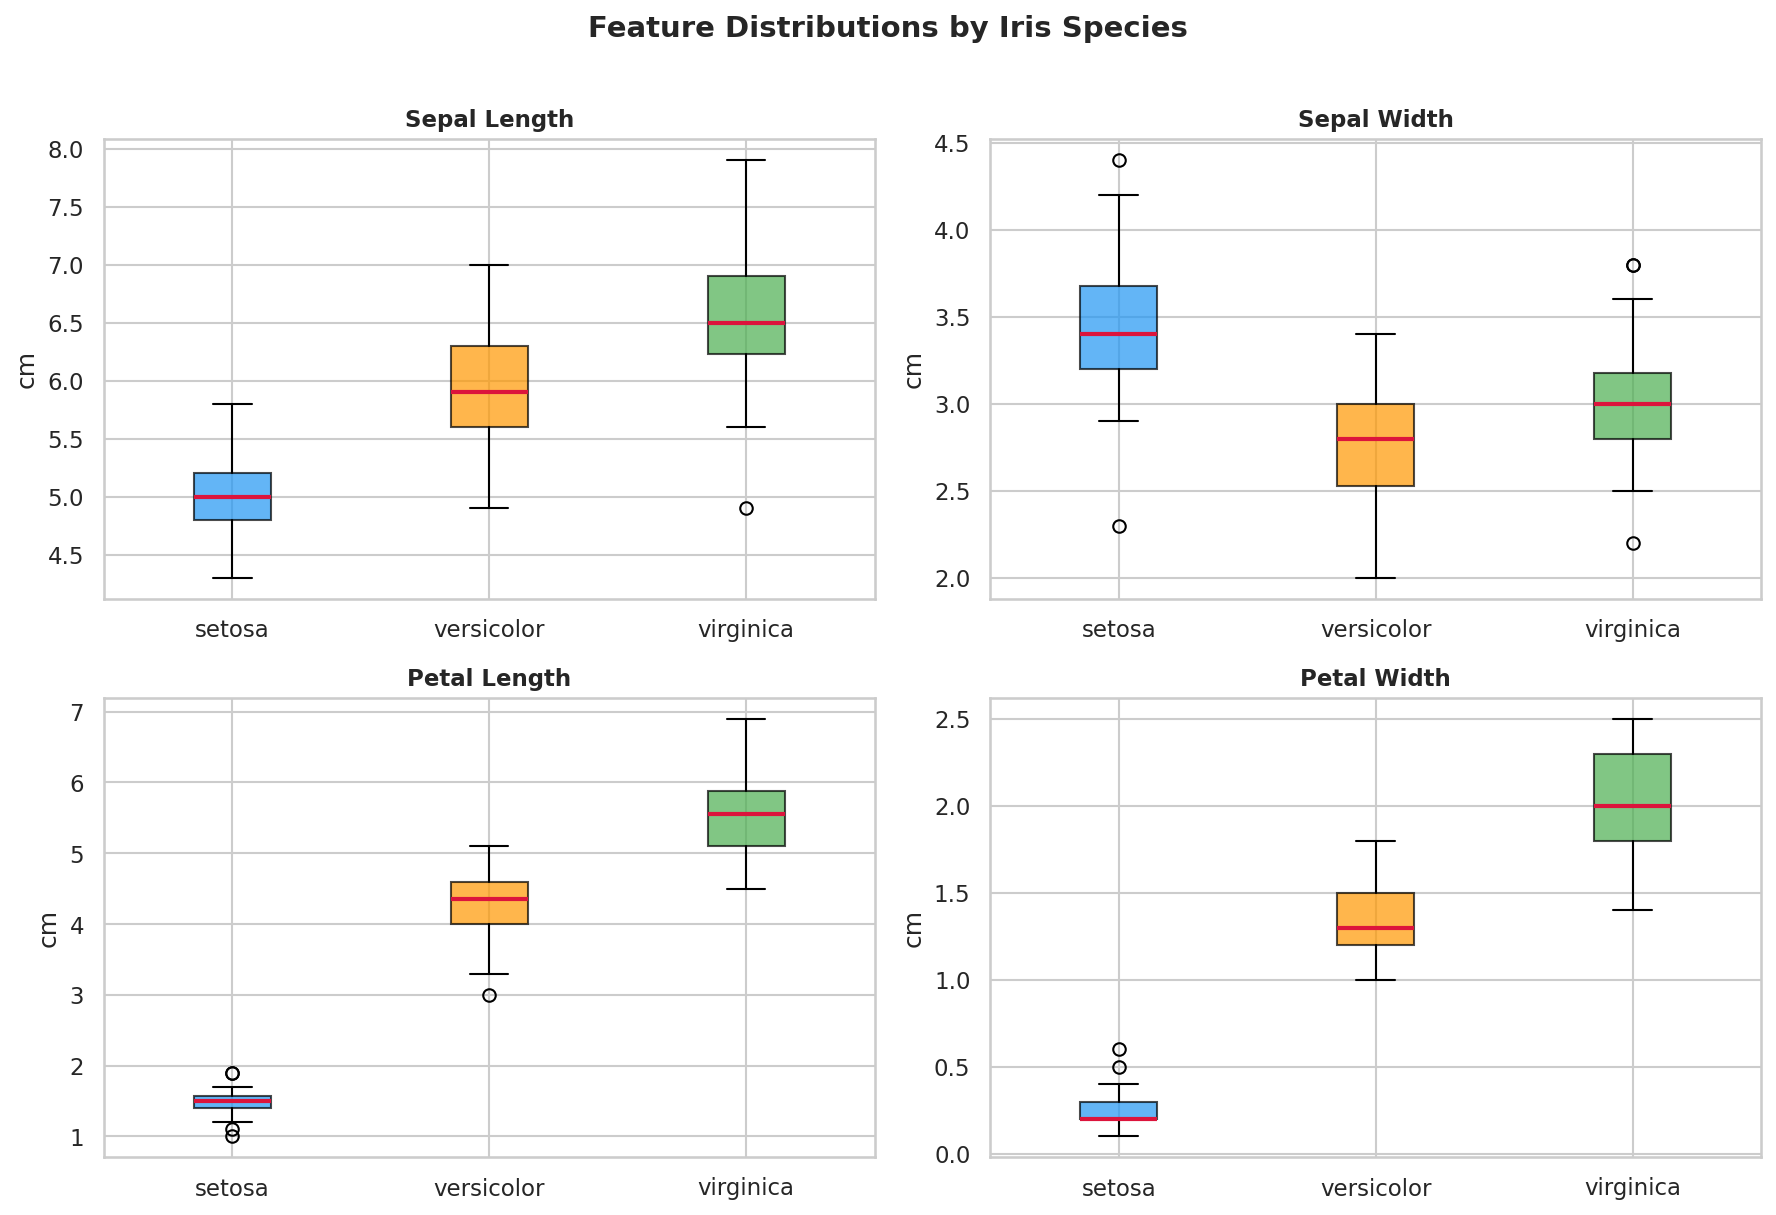 Feature Distributions by Iris Species
Sepal Length
cm
8.0
7.5
7.0
6.5
6.0
5.5
5.0
4.5
setosa versicolor virginica
Sepal Width
cm
4.5
4.0
3.5
3.0
2.5
2.0
setosa versicolor virginica
Petal Length
cm
7
6
5
4
3
2
1
setosa versicolor virginica
Petal Width
cm
2.5
2.0
1.5
1.0
0.5
0.0
setosa versicolor virginica